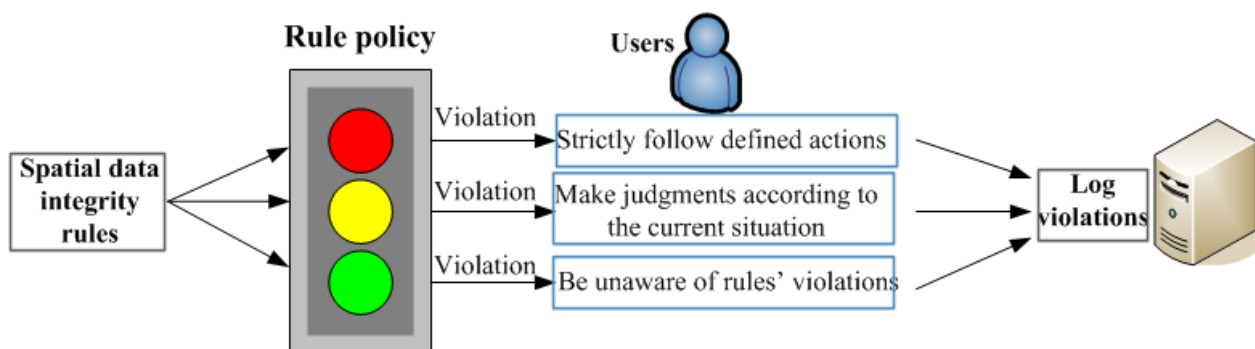 Rule policy
Users
Spatial data
integrity
rules
Violation
Strictly follow defined actions
Violation
Make judgments according to
the current situation
Violation
Be unaware of rules’ violations
Log
violations